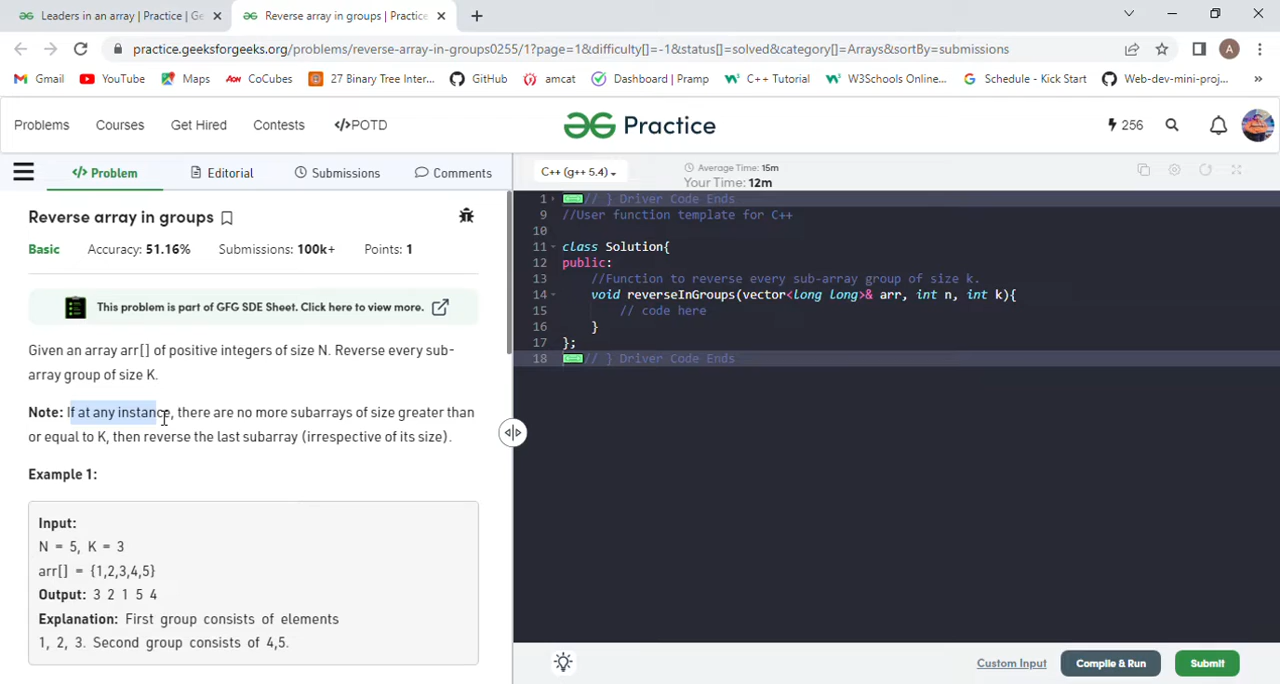 Leaders in an array | Practice | Ge
Reverse array in groups | Practice
practice.geeksforgeeks.org/problems/reverse-array-in-groups0255/1?page=1&difficulty[]=-1&status[]=solved&category[]=Arrays&sortBy=submissions
A
Gmail YouTube Maps CoCubes 27 Binary Tree Inter... GitHub amcat Dashboard | Pramp C++ Tutorial W3Schools Onlin... Schedule - Kick Start Web-dev-mini-proj... »
Problems Courses Get Hired Contests </>POTD Practice 256
</> Problem Editorial Submissions Comments
C++ (g++ 5.4)
Average Time: 15m
Your Time: 12m
Reverse array in groups
Basic Accuracy: 51.16% Submissions: 100k+ Points: 1
This problem is part of GFG SDE Sheet. Click here to view more.
Given an array arr[] of positive integers of size N. Reverse every sub-
array group of size K.
Note: If at any instance, there are no more subarrays of size greater than
or equal to K, then reverse the last subarray (irrespective of its size).
Example 1:
Input:
N = 5, K = 3
arr[] = {1,2,3,4,5}
Output: 3 2 1 5 4
Explanation: First group consists of elements
1, 2, 3. Second group consists of 4,5.
1 // } Driver Code Ends
9 //User function template for C++
10
11 class Solution{
12 public:
13 //Function to reverse every sub-array group of size k.
14 void reverseInGroups(vector<long long>& arr, int n, int k){
15 // code here
16 }
17 };
18 // } Driver Code Ends
Custom Input Compile & Run Submit